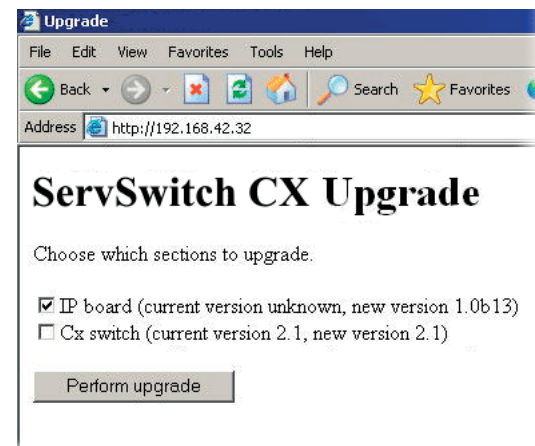 Upgrade
File Edit View Favorites Tools Help
Back Search Favorites
Address http://192.168.42.32
ServSwitch CX Upgrade
Choose which sections to upgrade.
IP board (current version unknown, new version 1.0b13)
Cx switch (current version 2.1, new version 2.1)
Perform upgrade